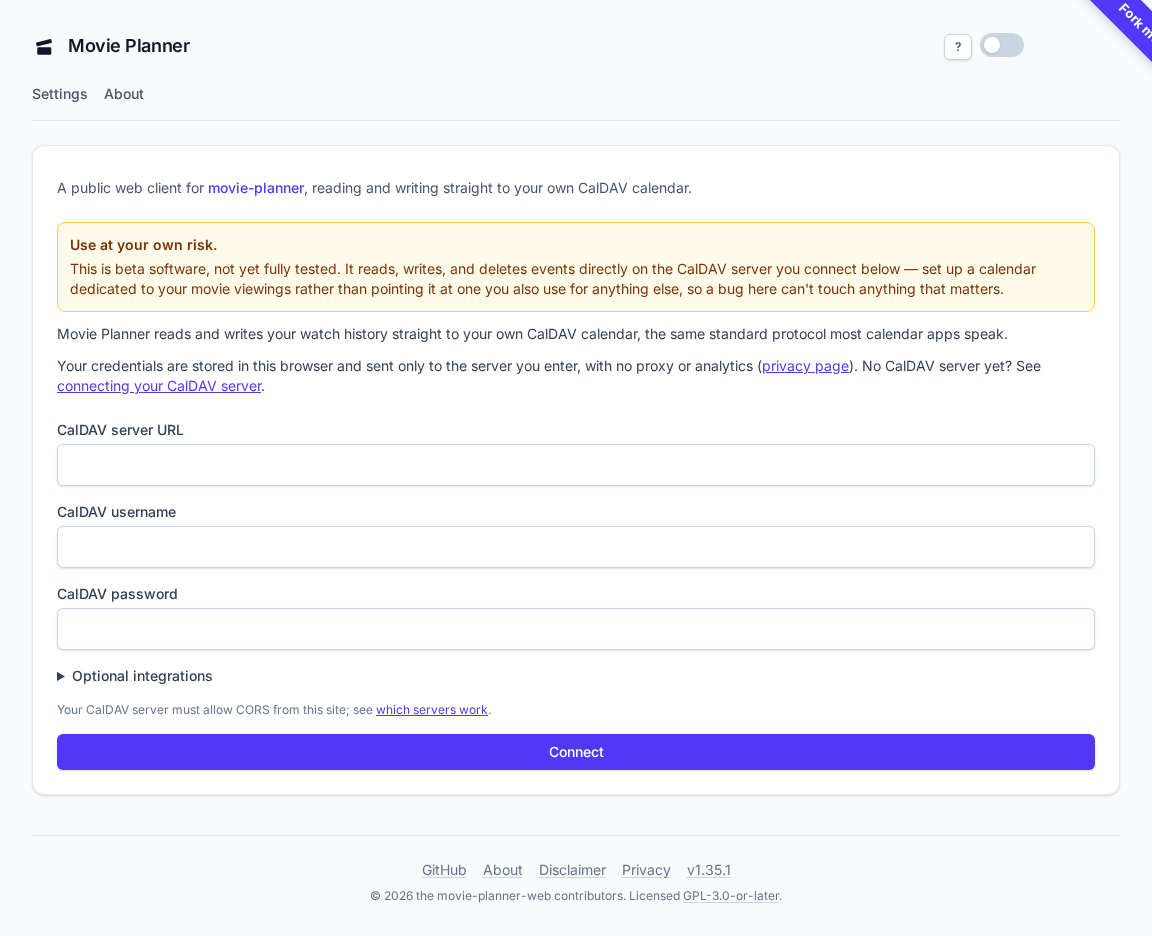 Movie Planner
?
Fork m
Settings About
A public web client for movie-planner, reading and writing straight to your own CalDAV calendar.
Use at your own risk.
This is beta software, not yet fully tested. It reads, writes, and deletes events directly on the CalDAV server you connect below — set up a calendar
dedicated to your movie viewings rather than pointing it at one you also use for anything else, so a bug here can't touch anything that matters.
Movie Planner reads and writes your watch history straight to your own CalDAV calendar, the same standard protocol most calendar apps speak.
Your credentials are stored in this browser and sent only to the server you enter, with no proxy or analytics (privacy page). No CalDAV server yet? See
connecting your CalDAV server.
CalDAV server URL
CalDAV username
CalDAV password
Optional integrations
Your CalDAV server must allow CORS from this site; see which servers work.
Connect
GitHub About Disclaimer Privacy v1.35.1
© 2026 the movie-planner-web contributors. Licensed GPL-3.0-or-later.